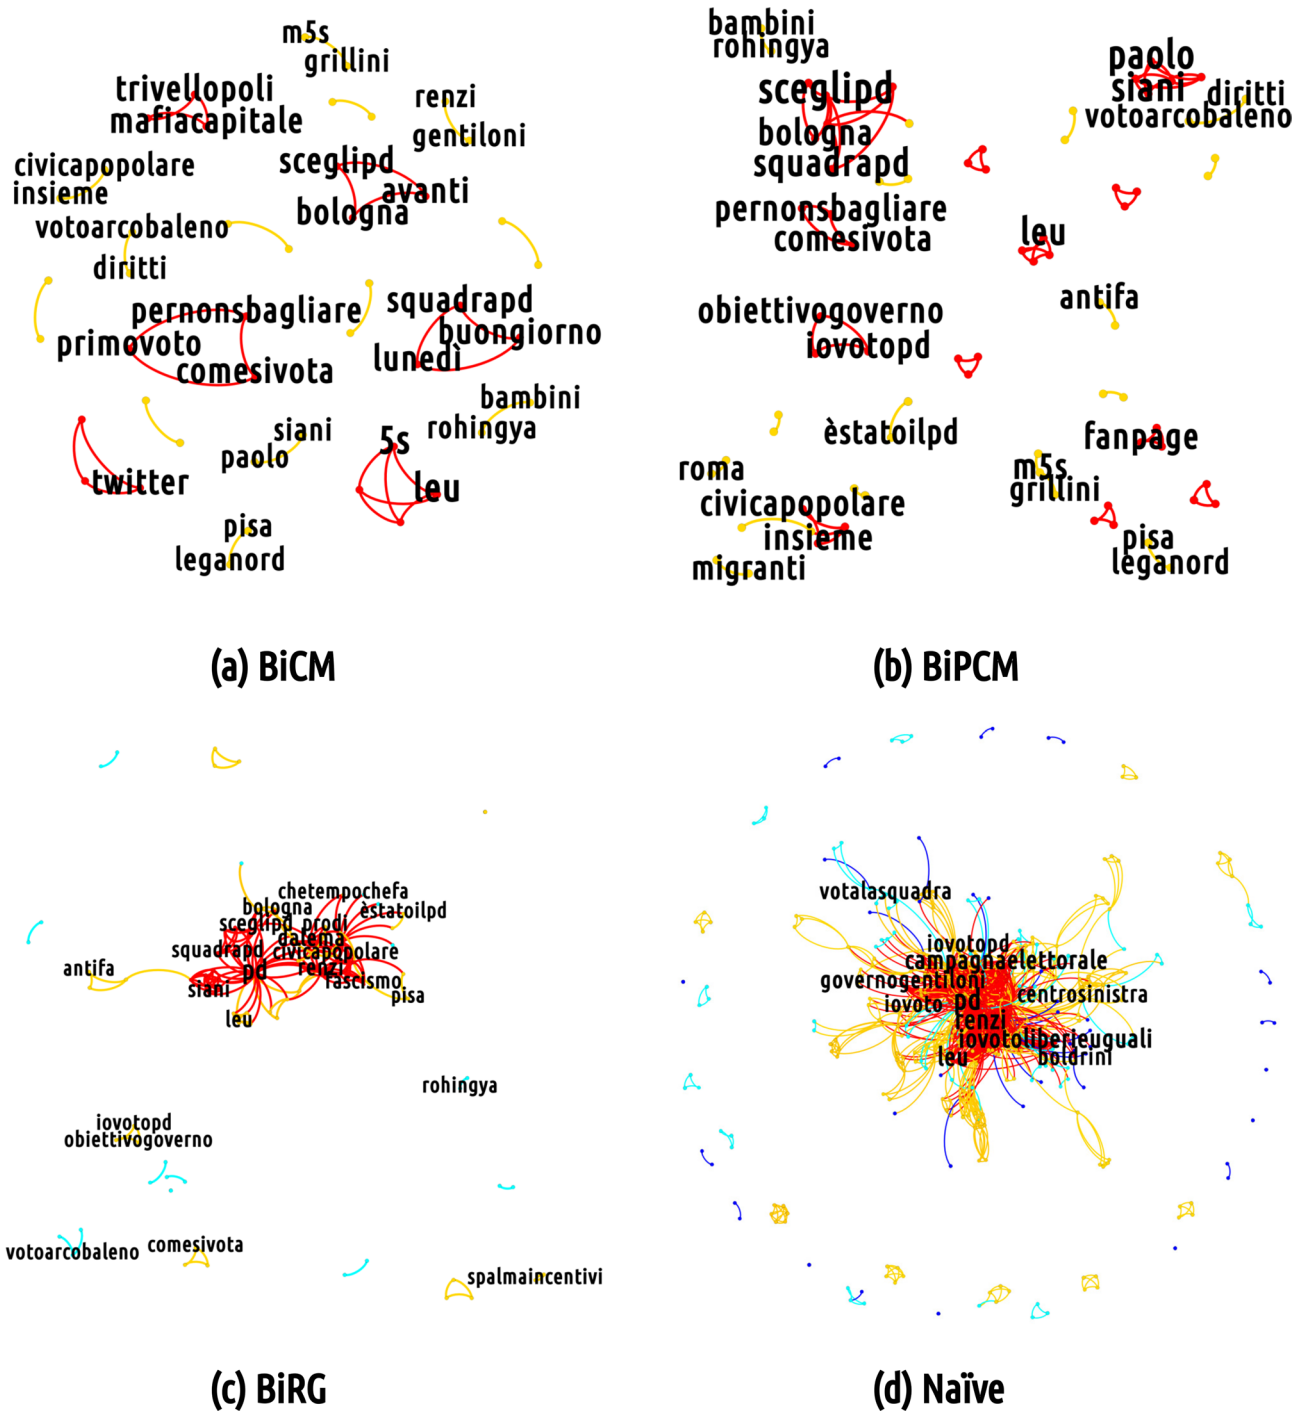 m5s
grillini
trivellopoli
mafiacapitale
renzi
gentiloni
civicapopolare
insieme
sceglipd
avanti
bologna
votoarcobaleno
diritti
pernonsbagliare
primovoto
comesivota
squadrapd
buongiorno
lunedì
bambini
rohingya
siani
paolo
5s
leu
twitter
pisa
leganord
(a) BiCM
bambini
rohingya
sceglipd
bologna
squadrapd
paolo
siani
diritti
votoarcobaleno
pernonsbagliare
comesivota
leu
antifa
obiettivogoverno
iovotopd
èstatoilpd
fanpage
roma
m5s
grillini
civicapopolare
insieme
migranti
pisa
leganord
(b) BiPCM
chetempochefa
bologna
èstatoilpd
sceglipd prodi
dalema
squadrapd
civicapopolare
antifa
pd
renzi
fascismo
siani
pisa
leu
rohingya
iovotopd
obiettivogoverno
votoarcobaleno
comesivota
spalmaincentivi
(c) BiRG
votalasquadra
iovotopd
campagnaelettorale
governogentiloni
centrosinistra
iovoto
pd
renzi
iovotoliberieuguali
leu
boldrini
(d) Naïve